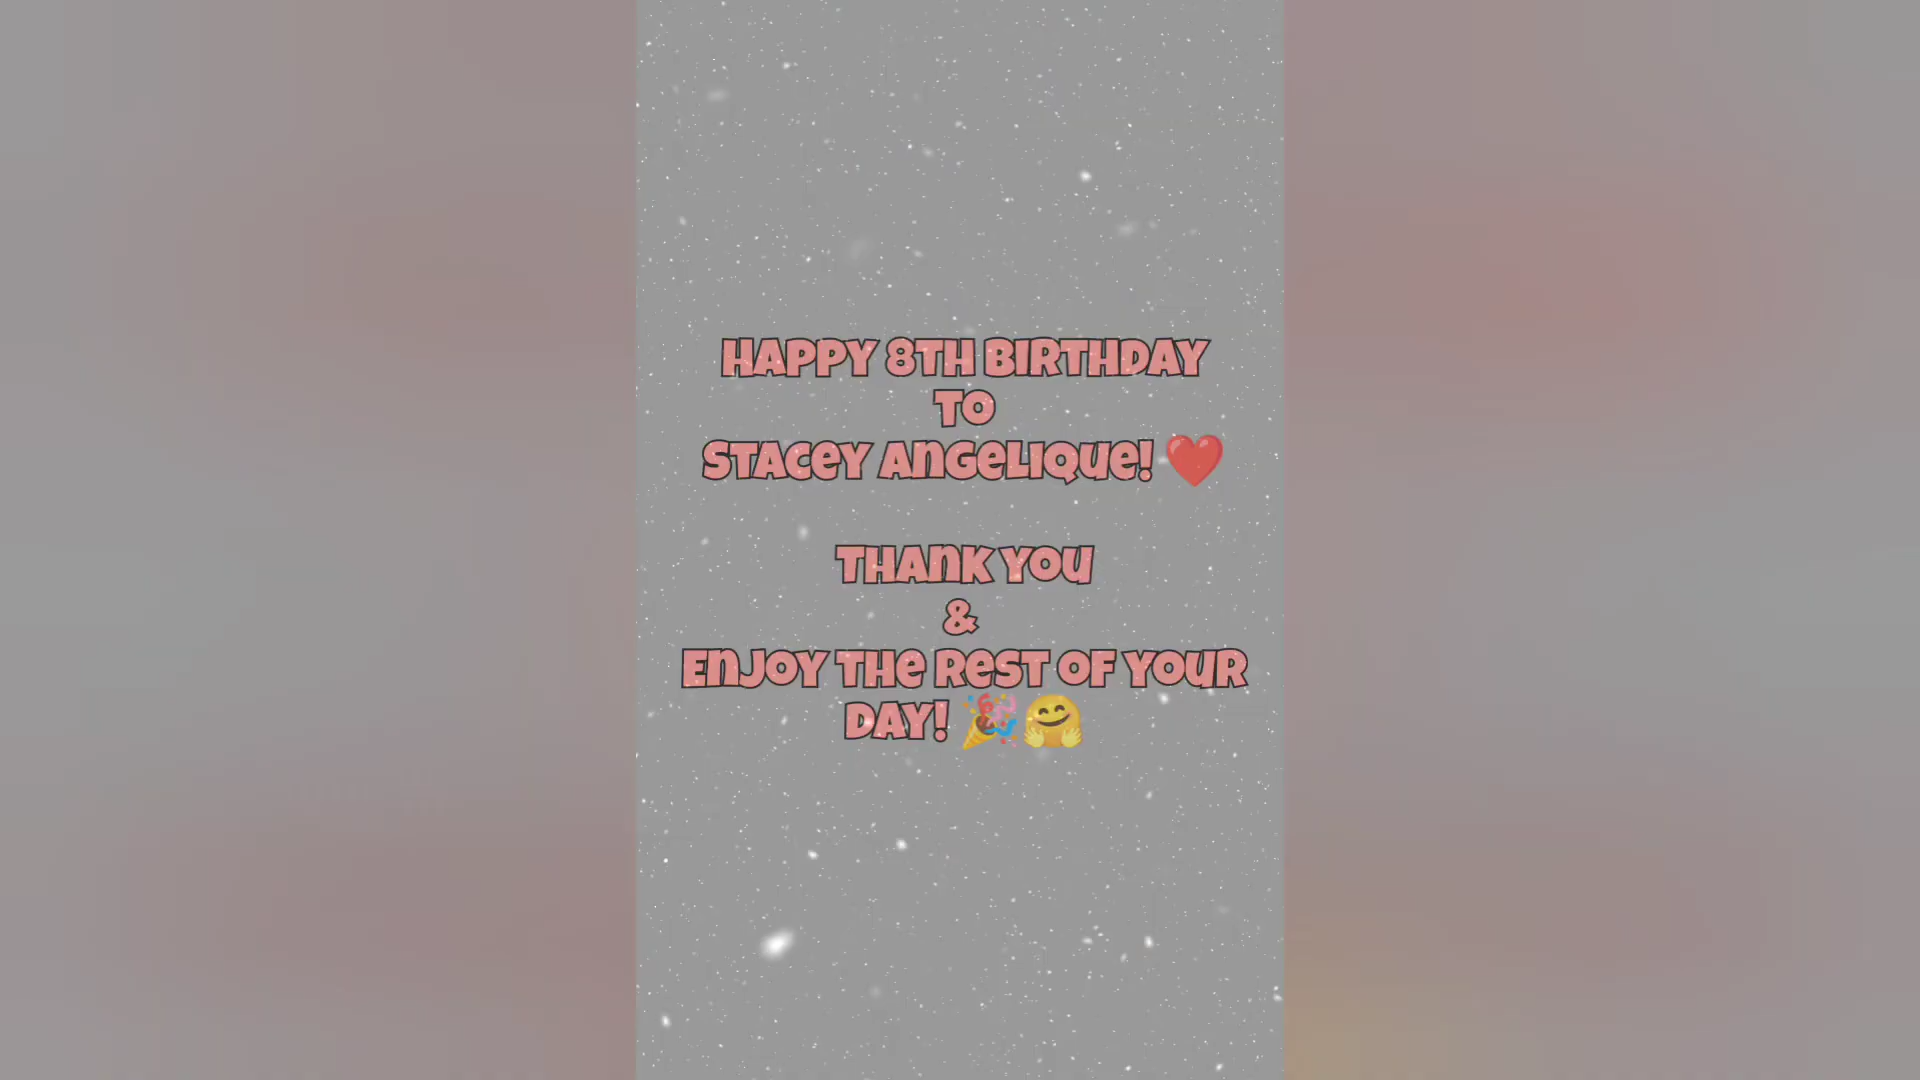 HAPPY 8TH BIRTHDAY
TO
STACEY ANGELIQUE! ❤️
THANK YOU
&
ENJOY THE REST OF YOUR
DAY! 🎉🤗